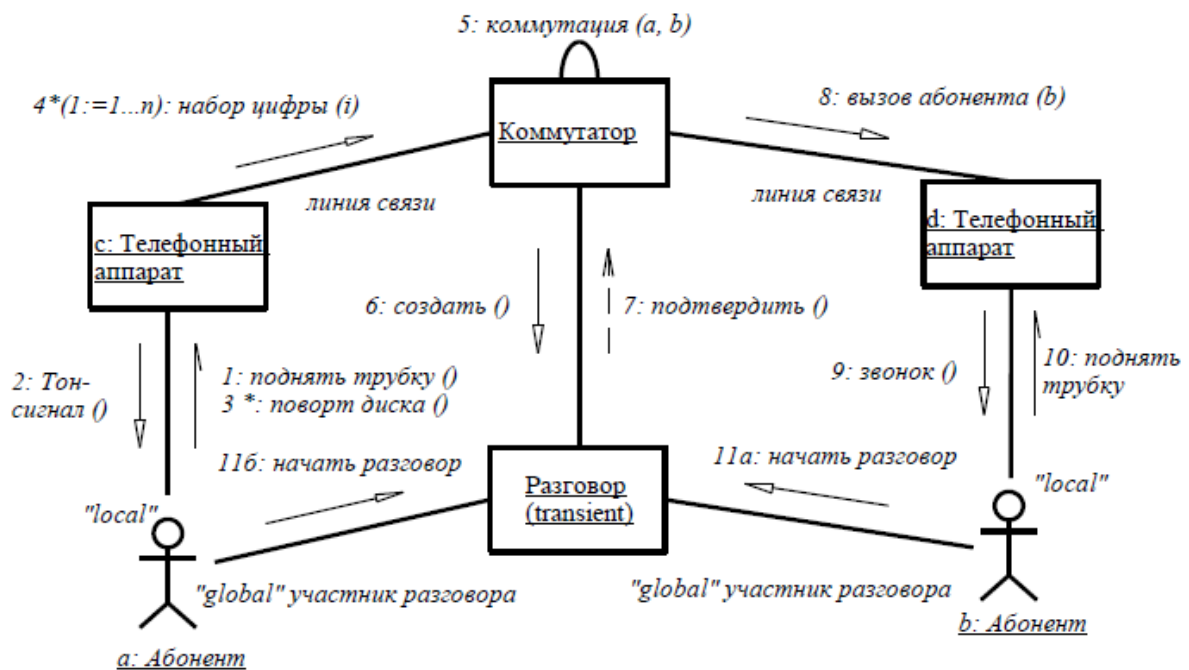 5: коммутация (a, b)
4*(1:=1...n): набор цифры (i)
8: вызов абонента (b)
Коммутатор
линия связи
линия связи
c: Телефонный
аппарат
d: Телефонный
аппарат
6: создать ()
7: подтвердить ()
2: Тон-
сигнал ()
1: поднять трубку ()
3 *: поворт диска ()
9: звонок ()
10: поднять
трубку
11б: начать разговор
11а: начать разговор
"local"
Разговор
(transient)
"local"
"global" участник разговора
"global" участник разговора
a: Абонент
b: Абонент